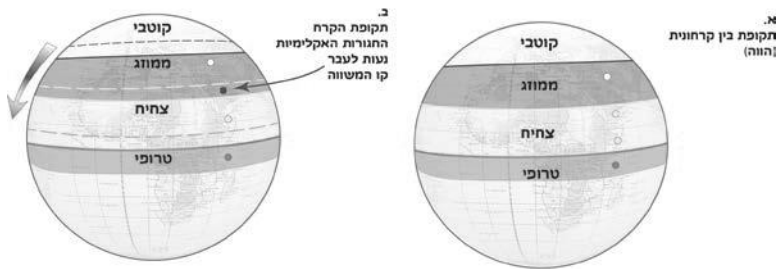 א.
תקופת בין קרחונית
(הווה)
קוטבי
ממוזג
צחיח
טרופי
ב.
תקופת הקרח
החגורות האקלימיות
נעות לעבר
קו המשווה
קוטבי
ממוזג
צחיח
טרופי